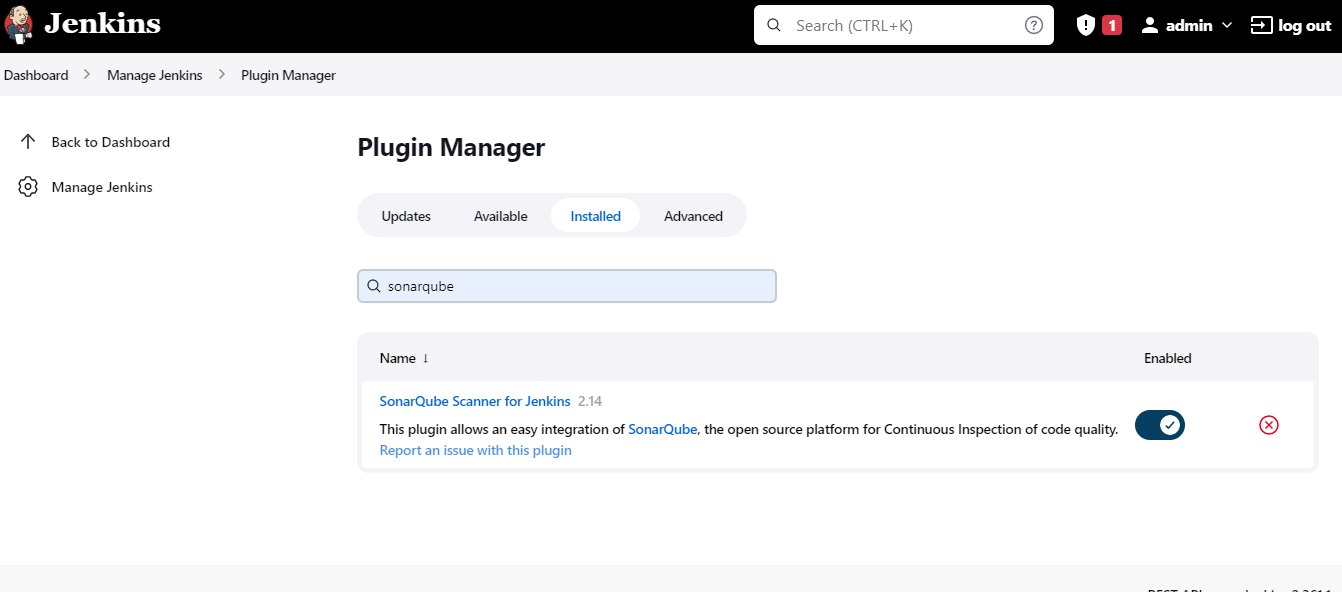 Jenkins
Search (CTRL+K)
1
admin
log out
Dashboard
Manage Jenkins
Plugin Manager
Back to Dashboard
Manage Jenkins
Plugin Manager
Updates
Available
Installed
Advanced
sonarqube
Name ↓
Enabled
SonarQube Scanner for Jenkins 2.14
This plugin allows an easy integration of SonarQube, the open source platform for Continuous Inspection of code quality.
Report an issue with this plugin
REST API